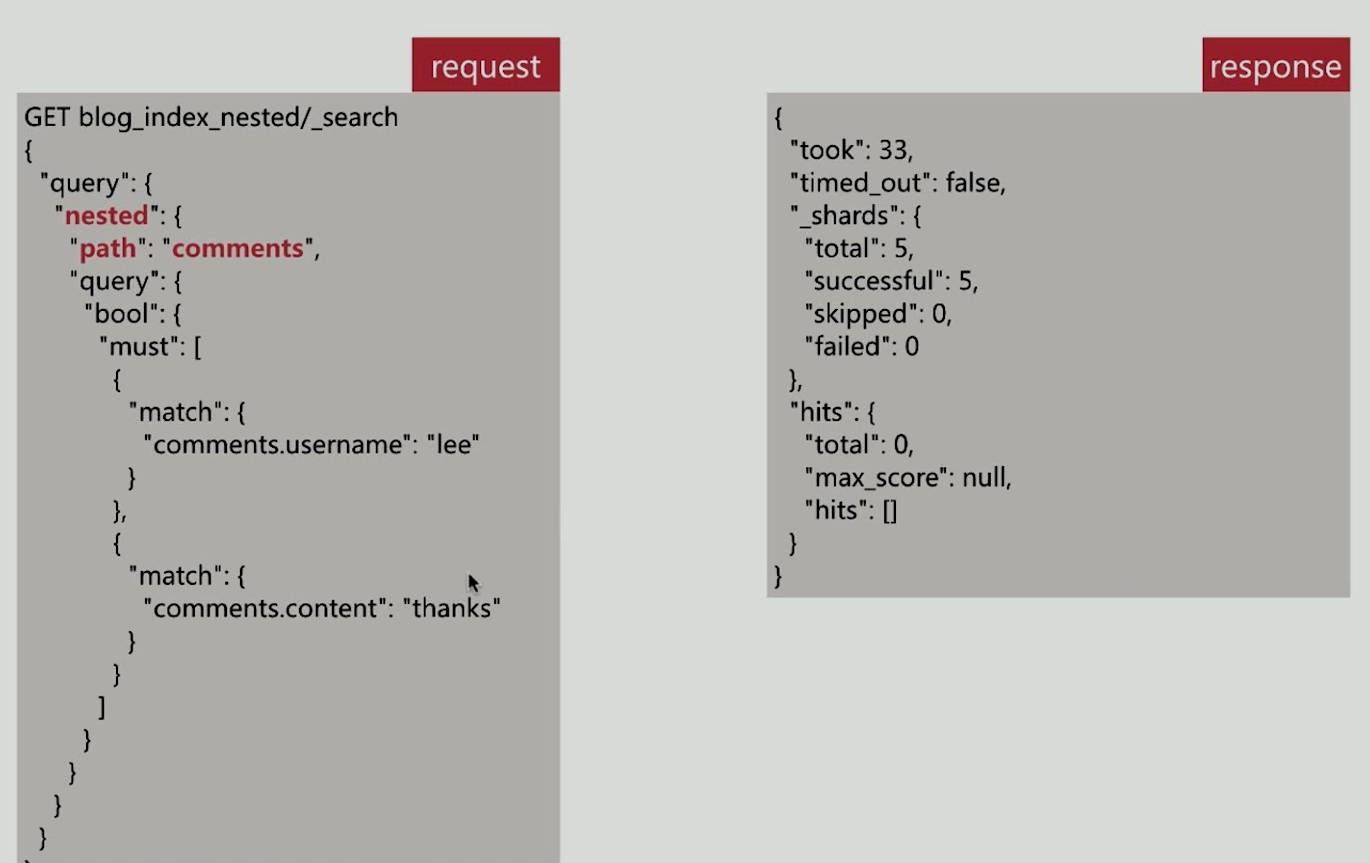 request
GET blog_index_nested/_search
{
"query": {
"nested": {
"path": "comments",
"query": {
"bool": {
"must": [
{
"match": {
"comments.username": "lee"
}
},
{
"match": {
"comments.content": "thanks"
}
}
]
}
}
}
}
response
{
"took": 33,
"timed_out": false,
"_shards": {
"total": 5,
"successful": 5,
"skipped": 0,
"failed": 0
},
"hits": {
"total": 0,
"max_score": null,
"hits": []
}
}